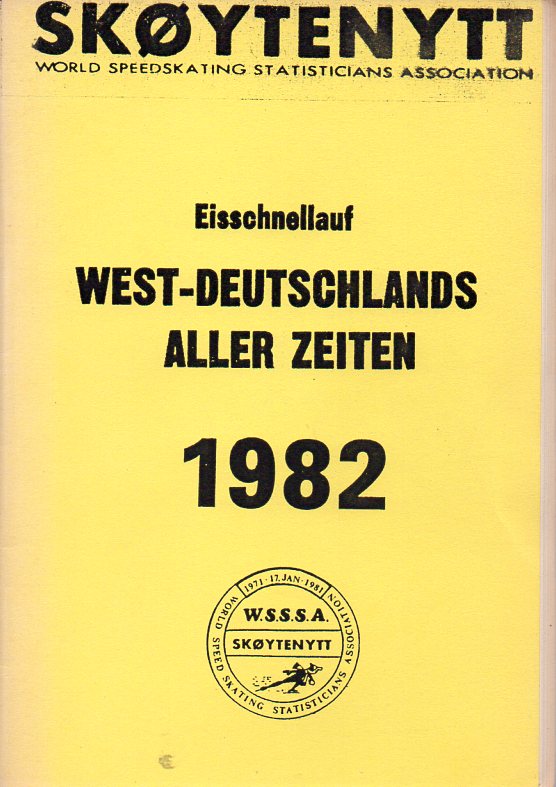 SKØYTENYTT
WORLD SPEEDSKATING STATISTICIANS ASSOCIATION
Eisschnellauf
WEST-DEUTSCHLANDS
ALLER ZEITEN
1982
1971-17.JAN-1981
W.S.S.S.A.
SKØYTENYTT
WORLD SPEED SKATING STATISTICIANS ASSOCIATION